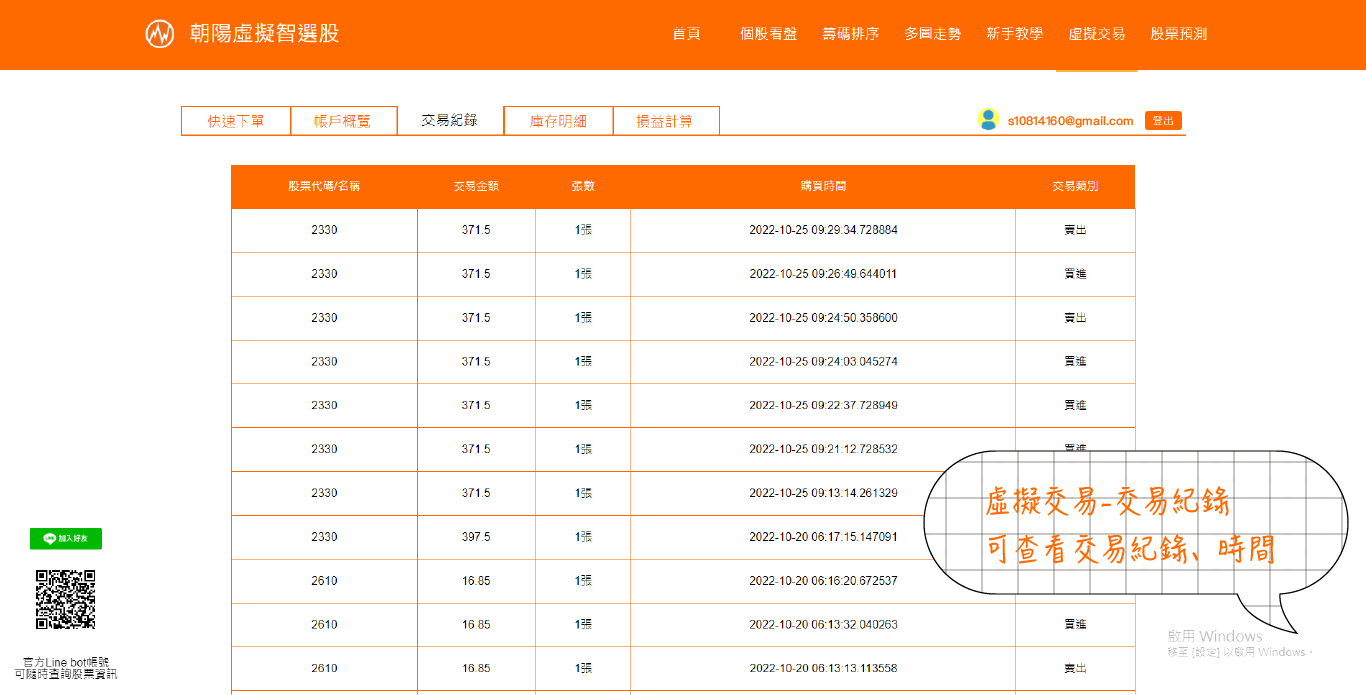 朝陽虛擬智選股
首頁 個股看盤 籌碼排序 多圖走勢 新手教學 虛擬交易 股票預測
快速下單 帳戶概覽 交易紀錄 庫存明細 損益計算 s10814160@gmail.com 登出
股票代碼/名稱 交易金額 張數 購買時間 交易類別
2330 371.5 1張 2022-10-25 09:29:34.728884 賣出
2330 371.5 1張 2022-10-25 09:26:49.644011 買進
2330 371.5 1張 2022-10-25 09:24:50.358600 賣出
2330 371.5 1張 2022-10-25 09:24:03.045274 買進
2330 371.5 1張 2022-10-25 09:22:37.728949 買進
2330 371.5 1張 2022-10-25 09:21:12.728532 買進
2330 371.5 1張 2022-10-25 09:13:14.261329
2330 397.5 1張 2022-10-20 06:17:15.147091
2610 16.85 1張 2022-10-20 06:16:20.672537
2610 16.85 1張 2022-10-20 06:13:32.040263 買進
2610 16.85 1張 2022-10-20 06:13:13.113558 賣出
虛擬交易-交易紀錄
可查看交易紀錄、時間
加入好友
官方Line bot帳號
可隨時查詢股票資訊
啟用 Windows
移至 [設定] 以啟用 Windows。